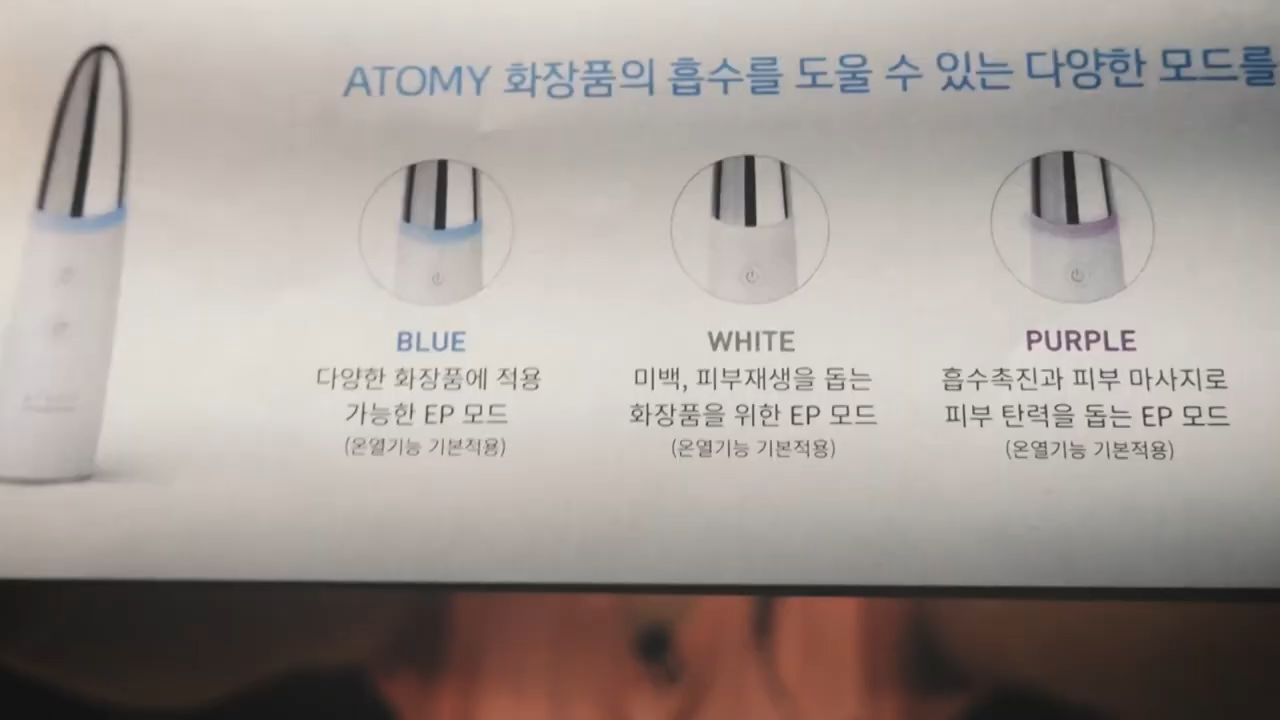 ATOMY 화장품의 흡수를 도울 수 있는 다양한 모드를
BLUE
다양한 화장품에 적용
가능한 EP 모드
(온열기능 기본적용)
WHITE
미백, 피부재생을 돕는
화장품을 위한 EP 모드
(온열기능 기본적용)
PURPLE
흡수촉진과 피부 마사지로
피부 탄력을 돕는 EP 모드
(온열기능 기본적용)